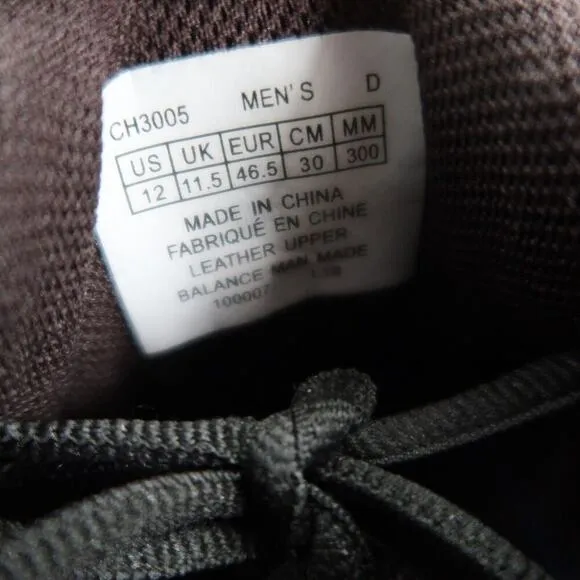 CH3005 MEN'S D
US UK EUR CM MM
12 11.5 46.5 30 300
MADE IN CHINA
FABRIQUÉ EN CHINE
LEATHER UPPER
BALANCE MAN MADE
100007